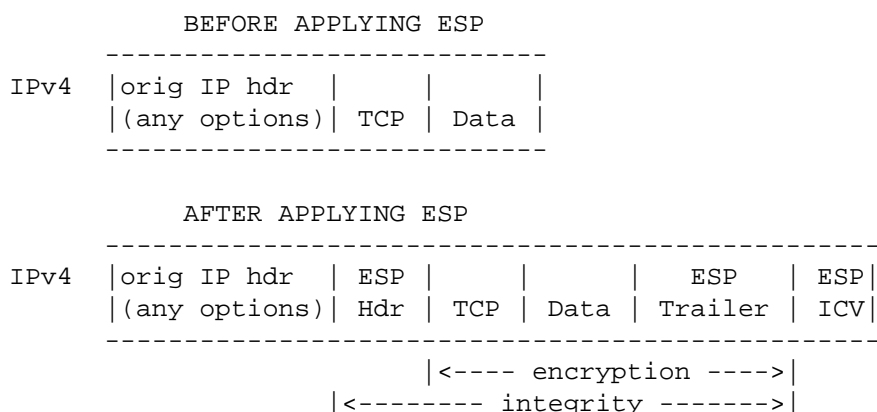 BEFORE APPLYING ESP
----------------------------
IPv4 |orig IP hdr | | |
|(any options)| TCP | Data |
----------------------------
AFTER APPLYING ESP
-------------------------------------------------
IPv4 |orig IP hdr | ESP | | | ESP | ESP|
|(any options)| Hdr | TCP | Data | Trailer | ICV|
-------------------------------------------------
|<---- encryption ---->|
|<-------- integrity ------->|